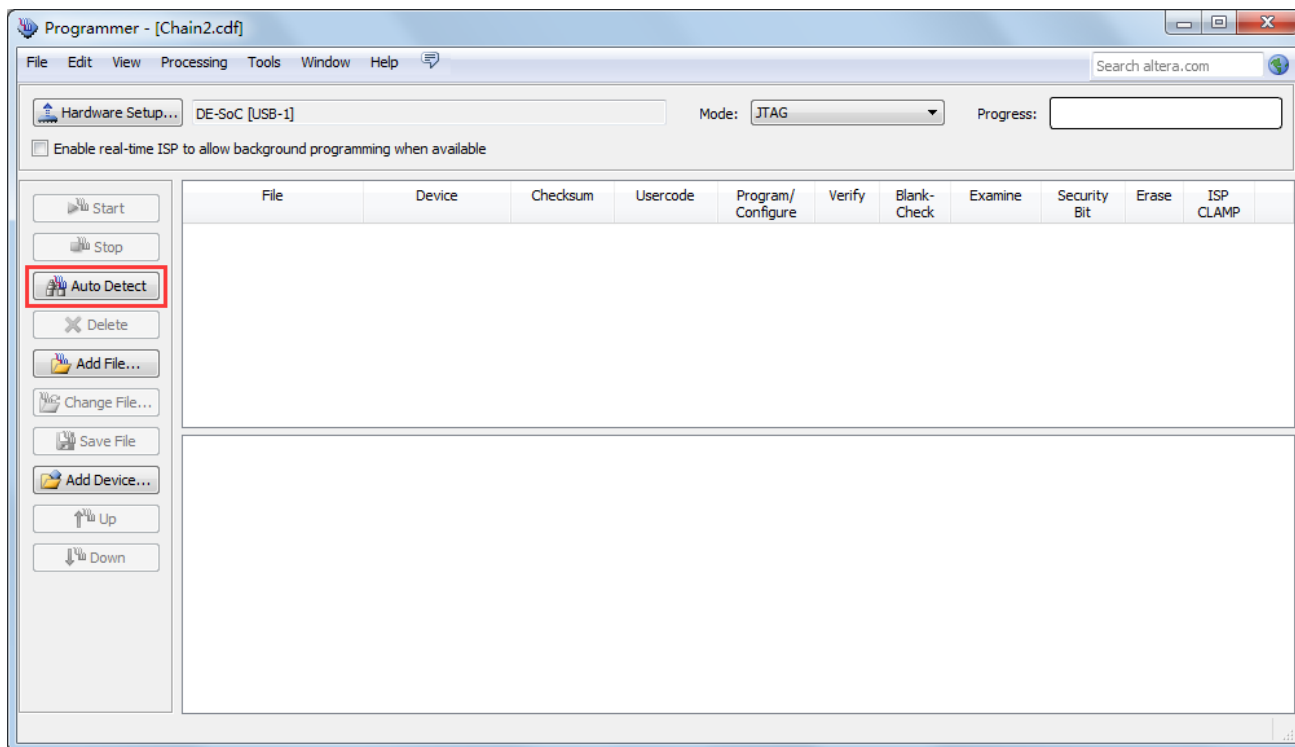 Programmer - [Chain2.cdf]
File Edit View Processing Tools Window Help
Search altera.com
Hardware Setup... DE-SoC [USB-1] Mode: JTAG Progress:
Enable real-time ISP to allow background programming when available
File Device Checksum Usercode Program/ Verify Blank- Examine Security Erase ISP
Configure Check Bit CLAMP
Start
Stop
Auto Detect
Delete
Add File...
Change File...
Save File
Add Device...
Up
Down